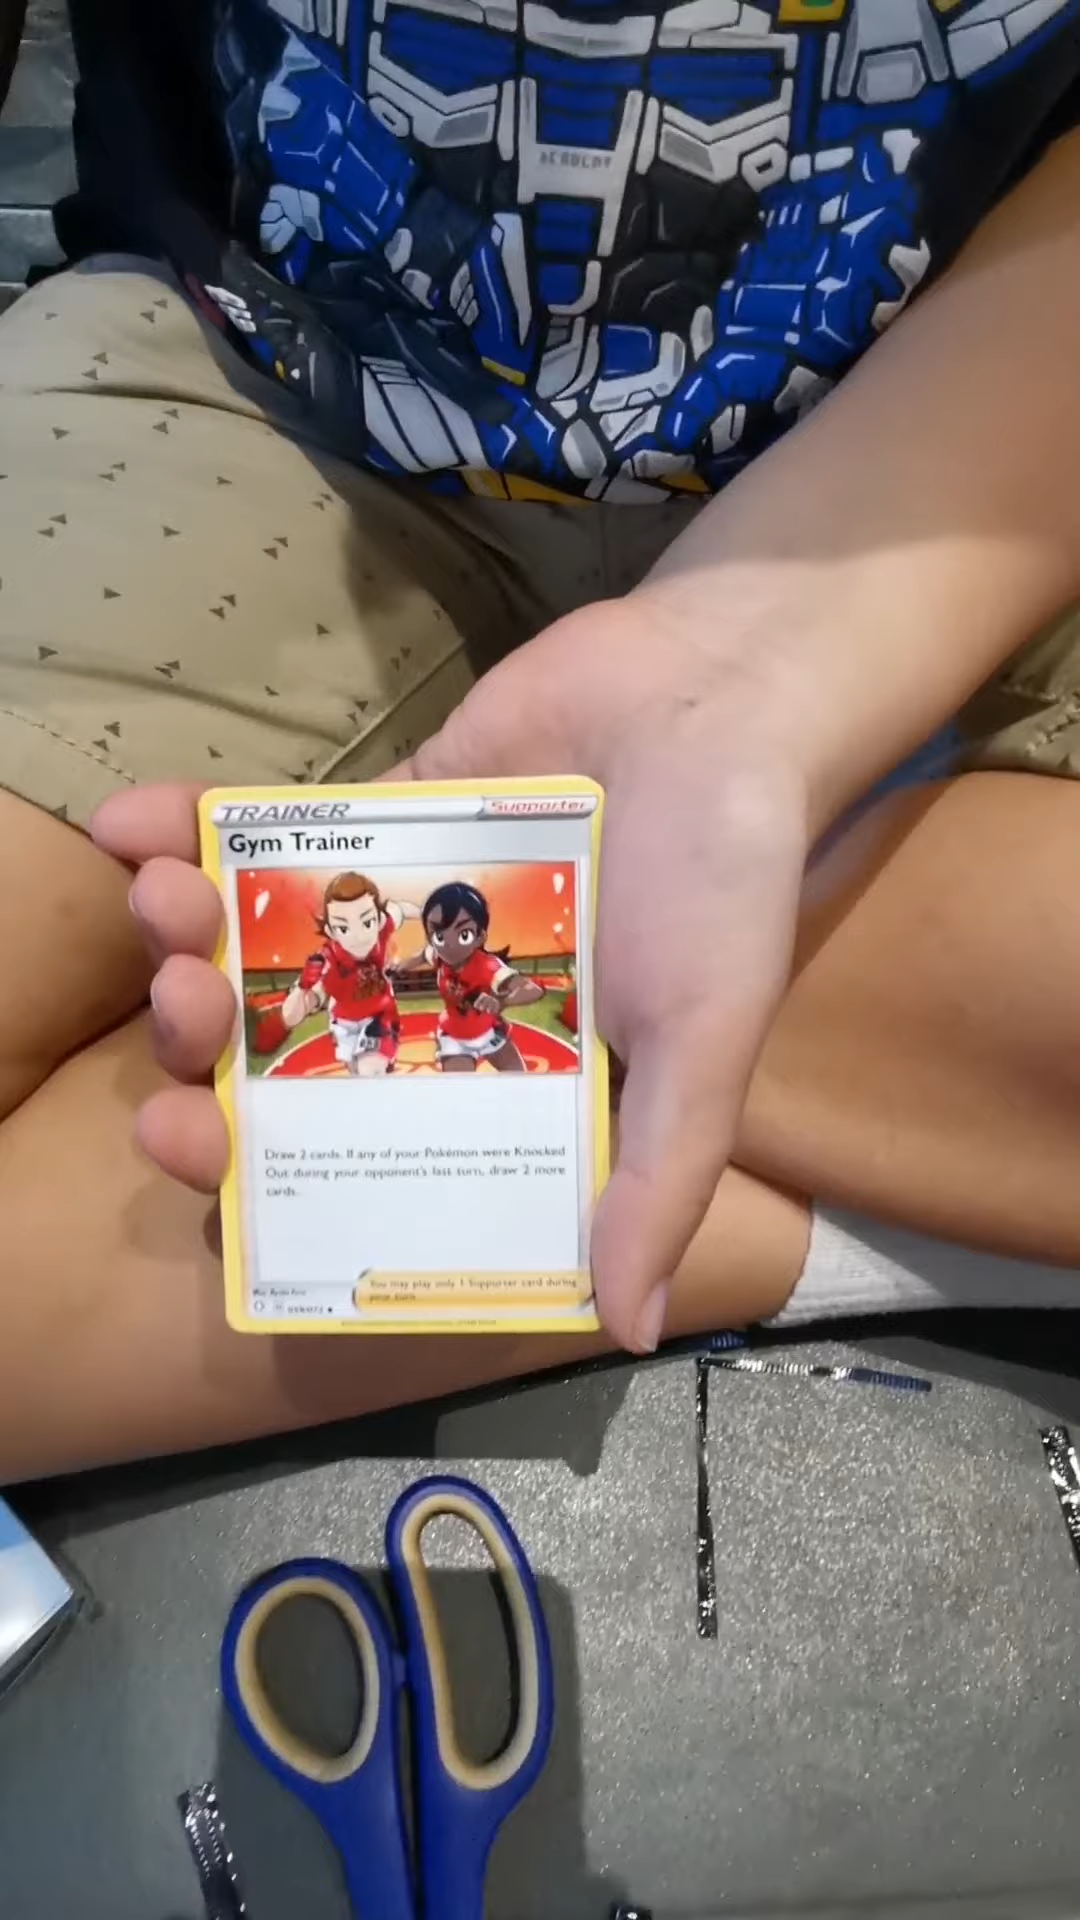 TRAINER
Supporter
Gym Trainer
Draw 2 cards. If any of your Pokémon were Knocked
Out during your opponent's last turn, draw 2 more
cards.
You may play only 1 Supporter card during
your turn.